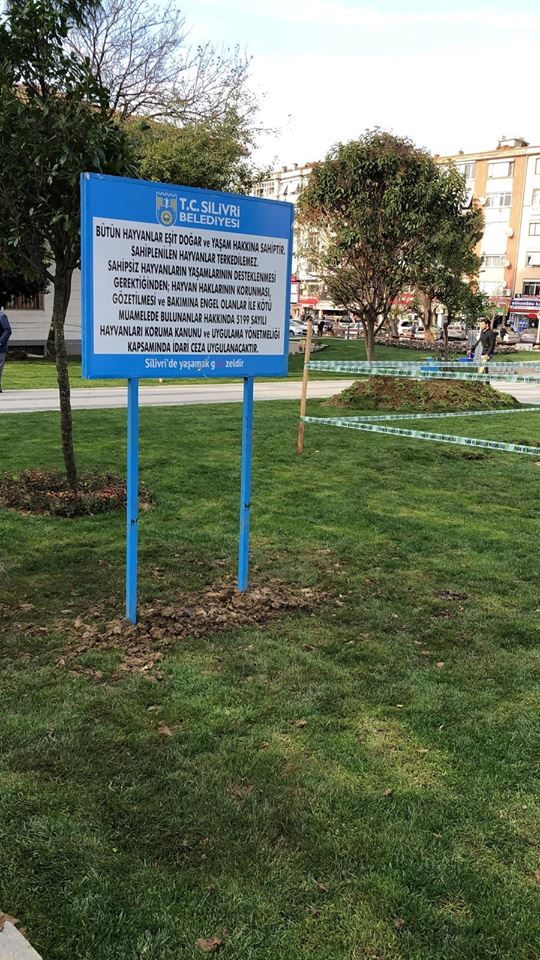 T.C. SİLİVRİ
BELEDİYESİ
BÜTÜN HAYVANLAR EŞİT DOĞAR ve YAŞAM HAKKINA SAHİPTİR.
SAHİPLENİLEN HAYVANLAR TERKEDİLEMEZ.
SAHİPSİZ HAYVANLARIN YAŞAMLARININ DESTEKLENMESİ
GEREKTİĞİNDEN; HAYVAN HAKLARININ KORUNMASI,
GÖZETİLMESİ ve BAKIMINA ENGEL OLANLAR İLE KÖTÜ
MUAMELEDE BULUNANLAR HAKKINDA 5199 SAYILI
HAYVANLARI KORUMA KANUNU ve UYGULAMA YÖNETMELİĞİ
KAPSAMINDA İDARİ CEZA UYGULANACAKTIR.
Silivri'de yaşamak g zeldir